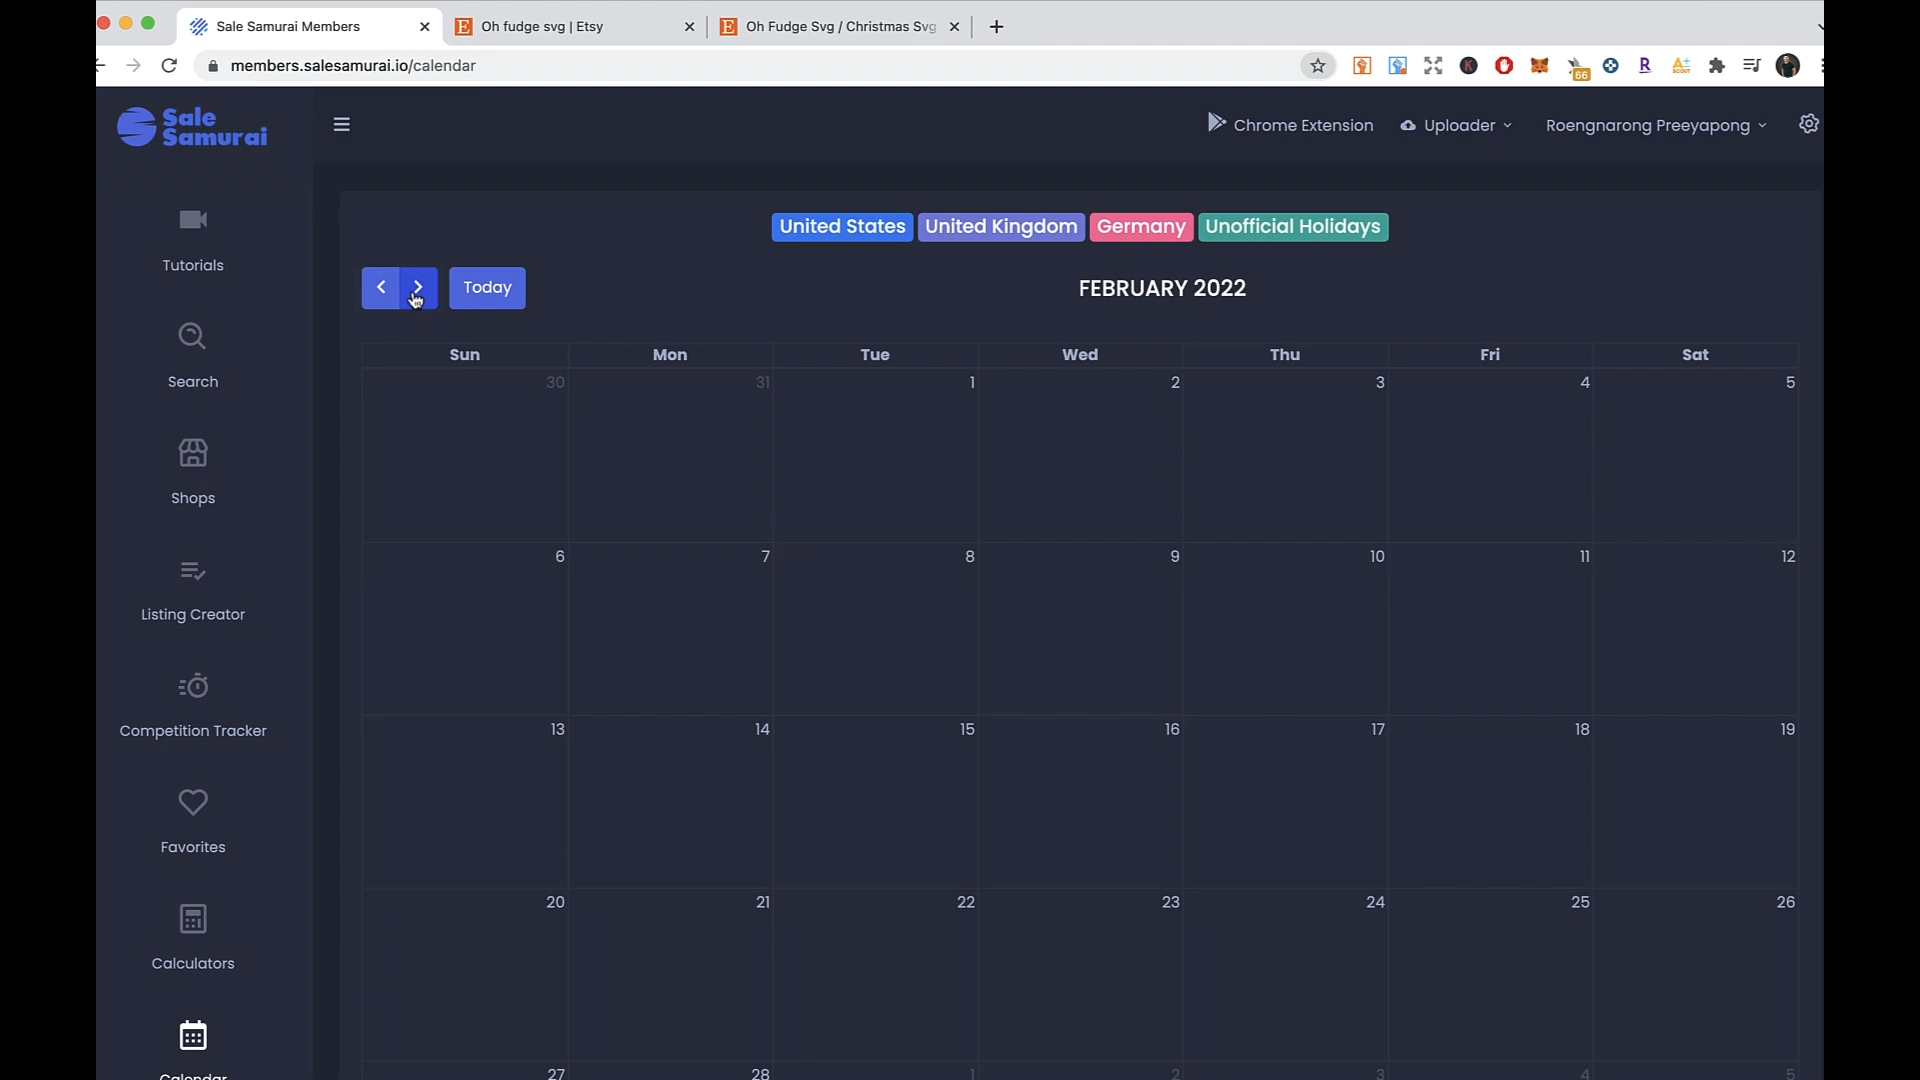 Sale Samurai Members
Oh fudge svg | Etsy
Oh Fudge Svg / Christmas Svg
members.salesamurai.io/calendar
66
Sale
Samurai
Chrome Extension
Uploader
Roengnarong Preeyapong
Tutorials
Search
Shops
Listing Creator
Competition Tracker
Favorites
Calculators
Calendar
United States United Kingdom Germany Unofficial Holidays
Today
FEBRUARY 2022
Sun Mon Tue Wed Thu Fri Sat
30 31 1 2 3 4 5
6 7 8 9 10 11 12
13 14 15 16 17 18 19
20 21 22 23 24 25 26
27 28 1 2 3 4 5